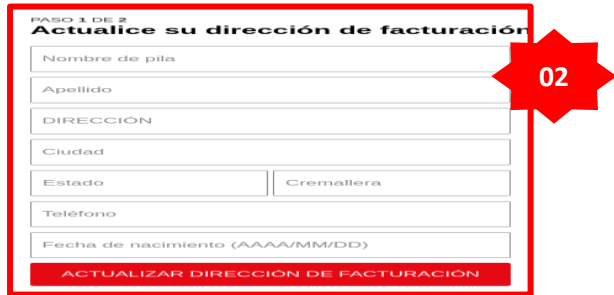 PASO 1 DE 2
Actualice su dirección de facturación
02
Nombre de pila
Apellido
DIRECCIÓN
Ciudad
Estado Cremallera
Teléfono
Fecha de nacimiento (AAAA/MM/DD)
ACTUALIZAR DIRECCIÓN DE FACTURACIÓN